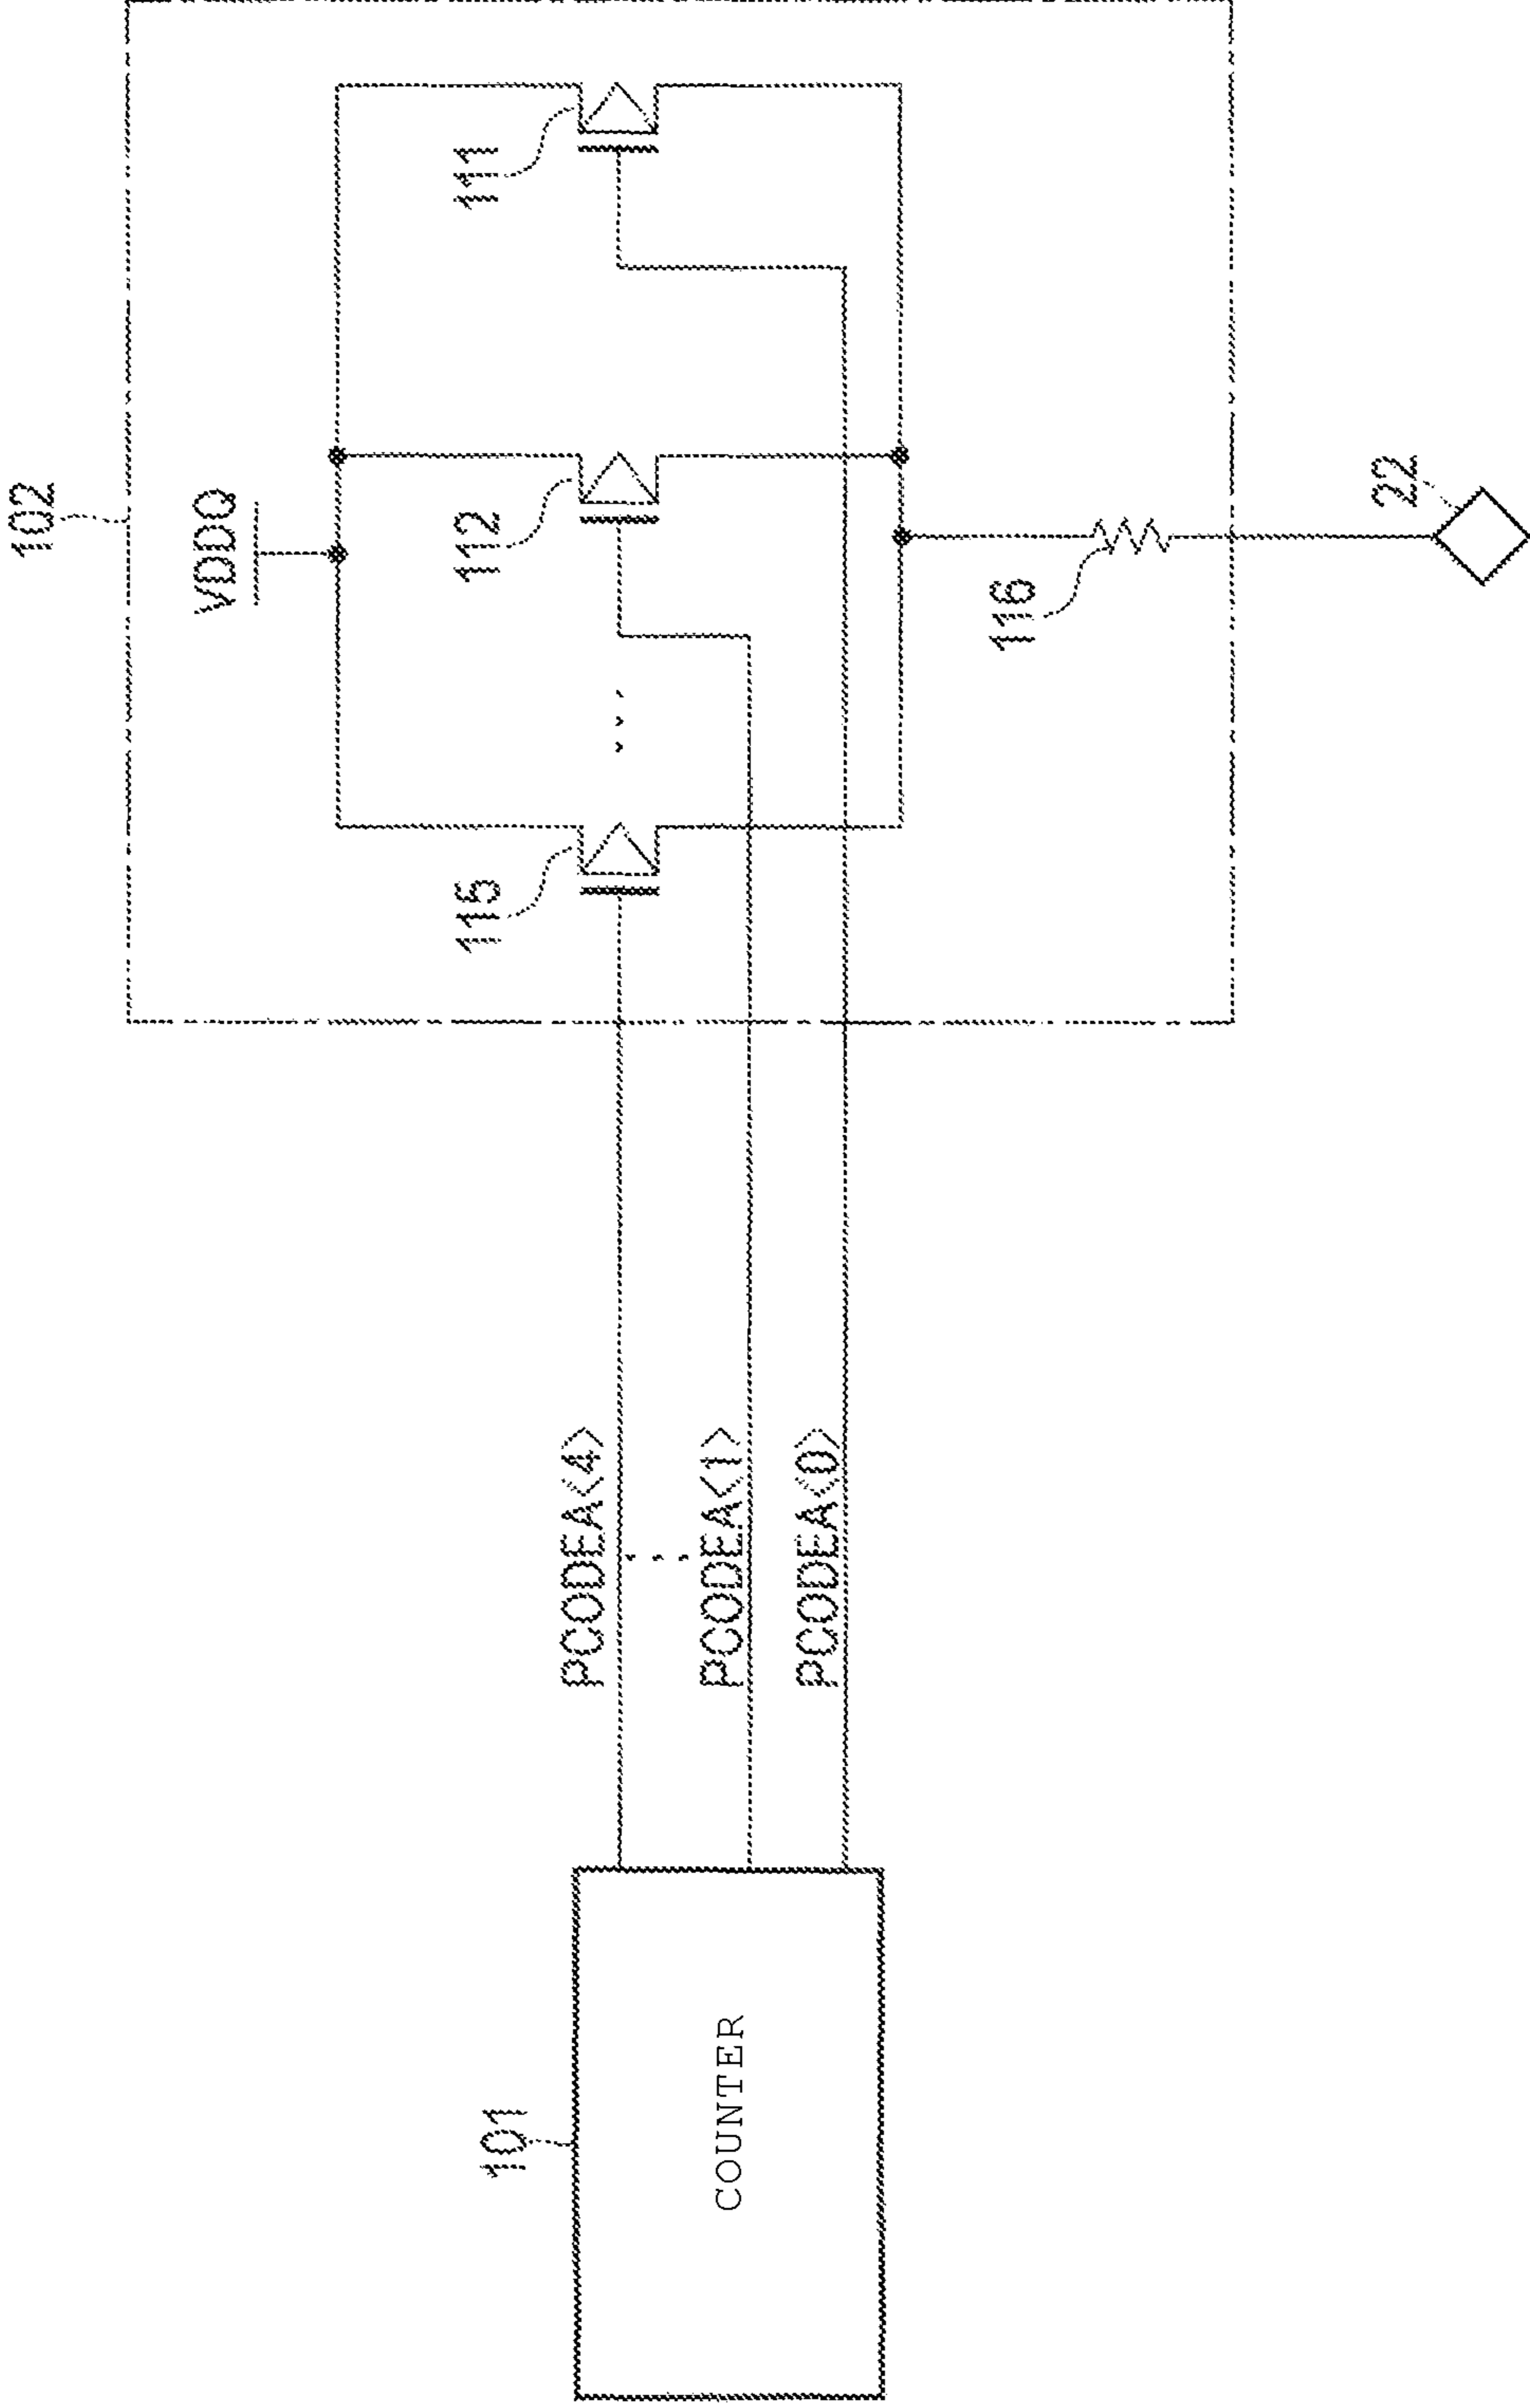 102
VDDQ
115
112
111
PCODEA<4>
PCODEA<1>
PCODEA<0>
101
COUNTER
116
22